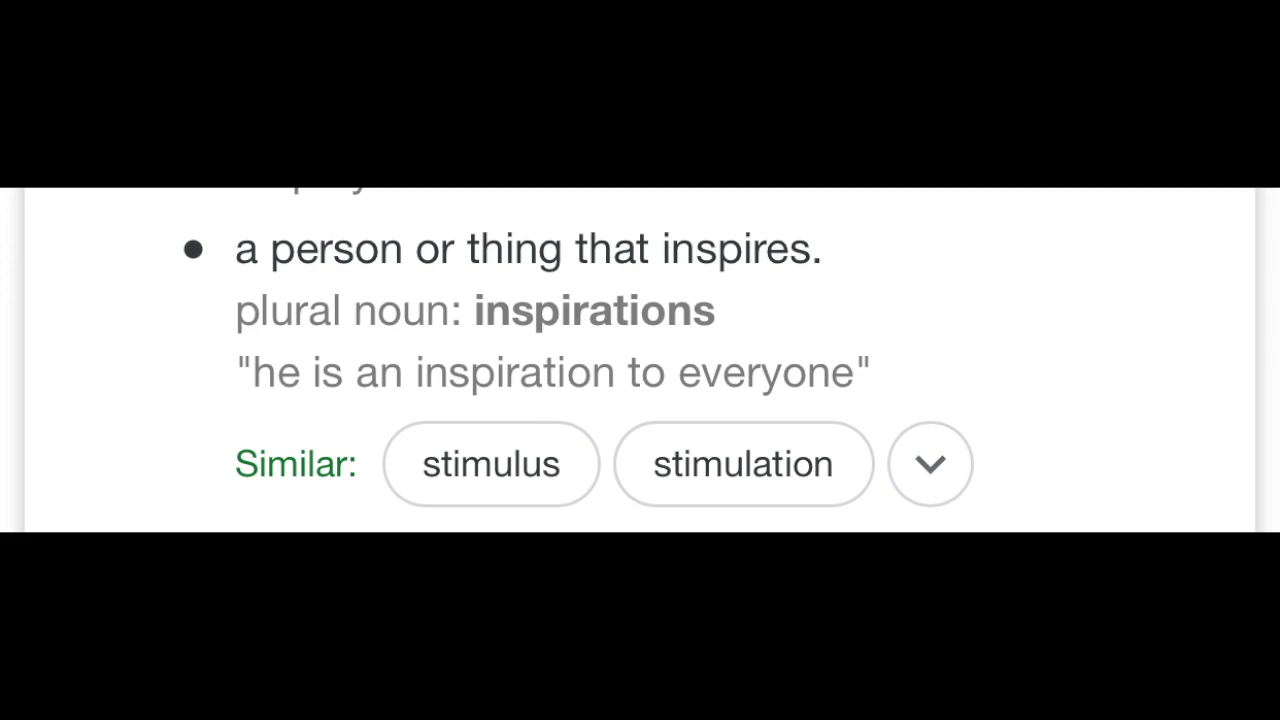 a person or thing that inspires.
plural noun: inspirations
"he is an inspiration to everyone"
Similar: stimulus stimulation